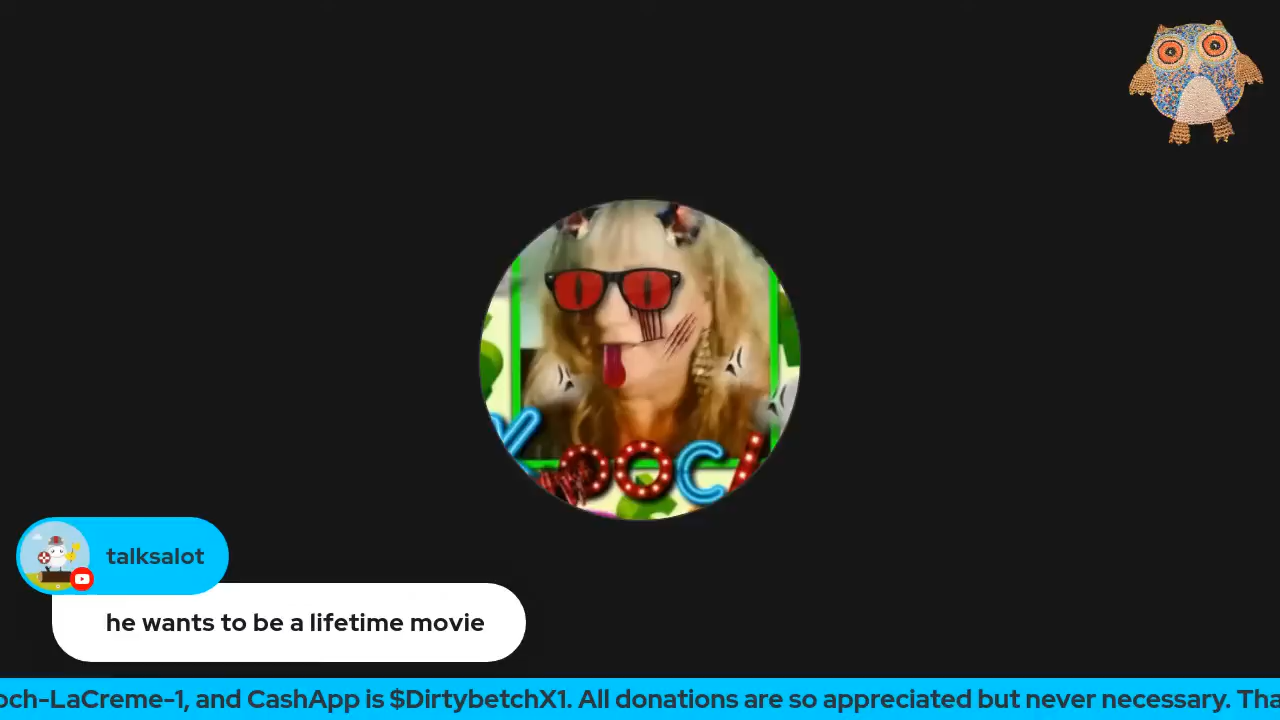 talksalot
he wants to be a lifetime movie
och-LaCreme-1, and CashApp is $DirtybetchX1. All donations are so appreciated but never necessary. Tha